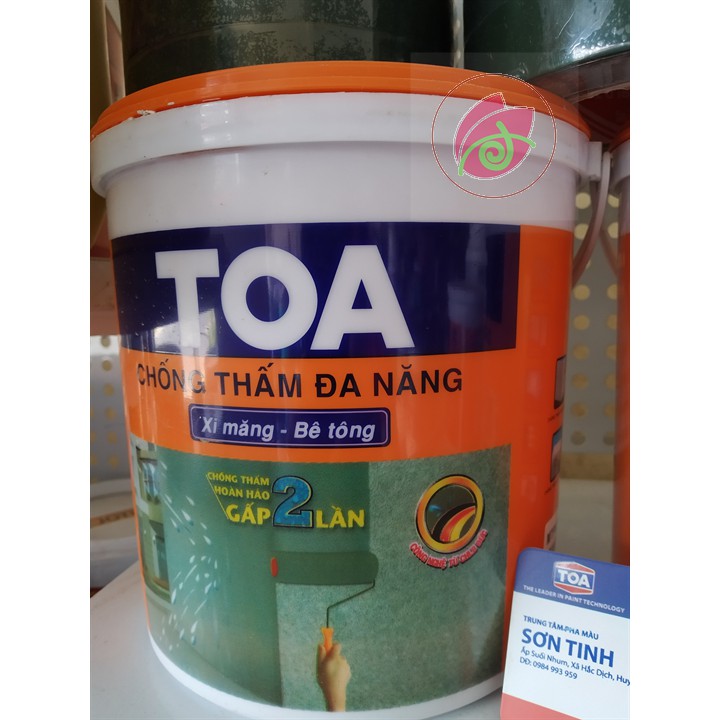 TOA
CHỐNG THẤM ĐA NĂNG
Xi măng - Bê tông
CHỐNG THẤM
HOÀN HẢO
GẤP 2 LẦN
TOA
THE LEADER IN PAINT TECHNOLOGY
TRUNG TÂM PHA MÀU
SƠN TINH
Ấp Suối Nhum, Xã Hắc Dịch, Huy
DĐ: 0984 993 959